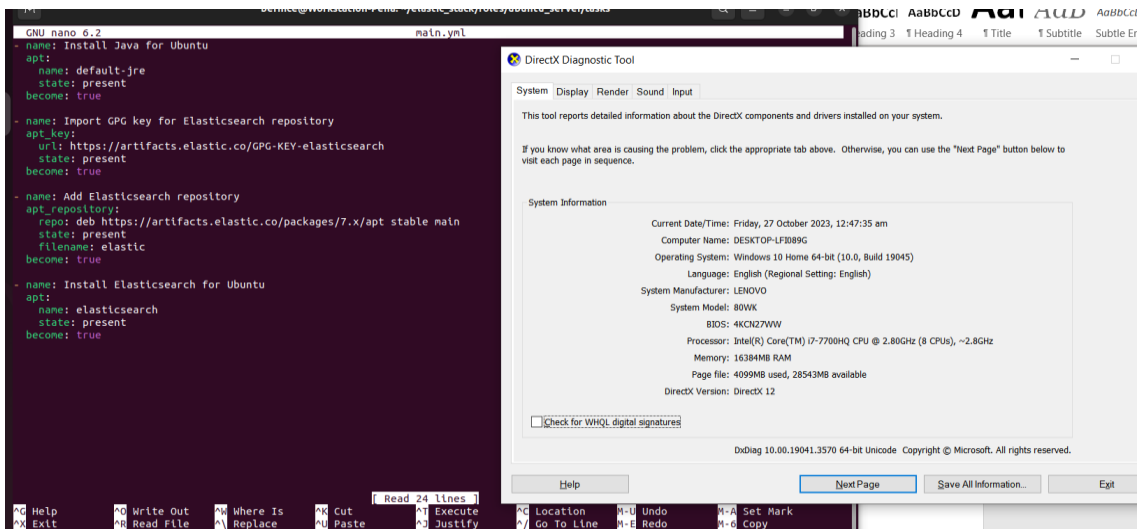 GNU nano 6.2 main.yml
- name: Install Java for Ubuntu
  apt:
    name: default-jre
    state: present
  become: true
- name: Import GPG key for Elasticsearch repository
  apt_key:
    url: https://artifacts.elastic.co/GPG-KEY-elasticsearch
    state: present
  become: true
- name: Add Elasticsearch repository
  apt_repository:
    repo: deb https://artifacts.elastic.co/packages/7.x/apt stable main
    state: present
    filename: elastic
  become: true
- name: Install Elasticsearch for Ubuntu
  apt:
    name: elasticsearch
    state: present
  become: true
[ Read 24 lines ]
^G Help ^O Write Out ^W Where Is ^K Cut ^T Execute ^C Location M-U Undo M-A Set Mark
^X Exit ^R Read File ^\ Replace ^U Paste ^J Justify ^/ Go To Line M-E Redo M-6 Copy
AaBbCcD AaBbCcD
¶ Heading 4 ¶ Title ¶ Subtitle
DirectX Diagnostic Tool
System Display Render Sound Input
This tool reports detailed information about the DirectX components and drivers installed on your system.
If you know what area is causing the problem, click the appropriate tab above. Otherwise, you can use the "Next Page" button below to
visit each page in sequence.
System Information
Current Date/Time: Friday, 27 October 2023, 12:47:35 am
Computer Name: DESKTOP-LFI089G
Operating System: Windows 10 Home 64-bit (10.0, Build 19045)
Language: English (Regional Setting: English)
System Manufacturer: LENOVO
System Model: 80WK
BIOS: 4KCN27WW
Processor: Intel(R) Core(TM) i7-7700HQ CPU @ 2.80GHz (8 CPUs), ~2.8GHz
Memory: 16384MB RAM
Page file: 4099MB used, 28543MB available
DirectX Version: DirectX 12
Check for WHQL digital signatures
DxDiag 10.00.19041.3570 64-bit Unicode Copyright © Microsoft. All rights reserved.
Help Next Page Save All Information... Exit